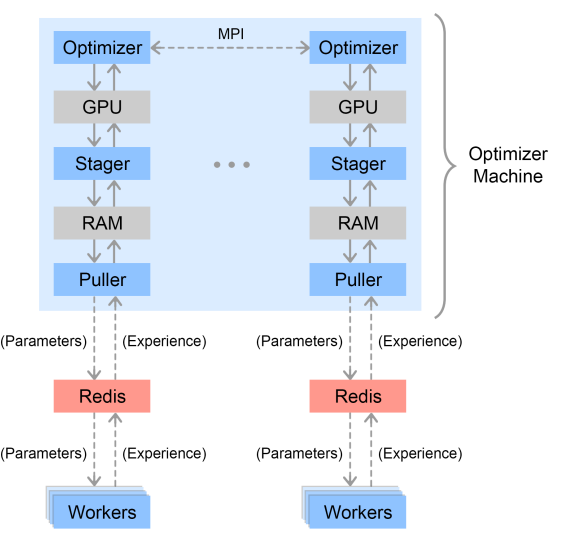 MPI
Optimizer
Optimizer
GPU
GPU
Stager
...
Stager
Optimizer
Machine
RAM
RAM
Puller
Puller
(Parameters)
(Experience)
(Parameters)
(Experience)
Redis
Redis
(Parameters)
(Experience)
(Parameters)
(Experience)
Workers
Workers